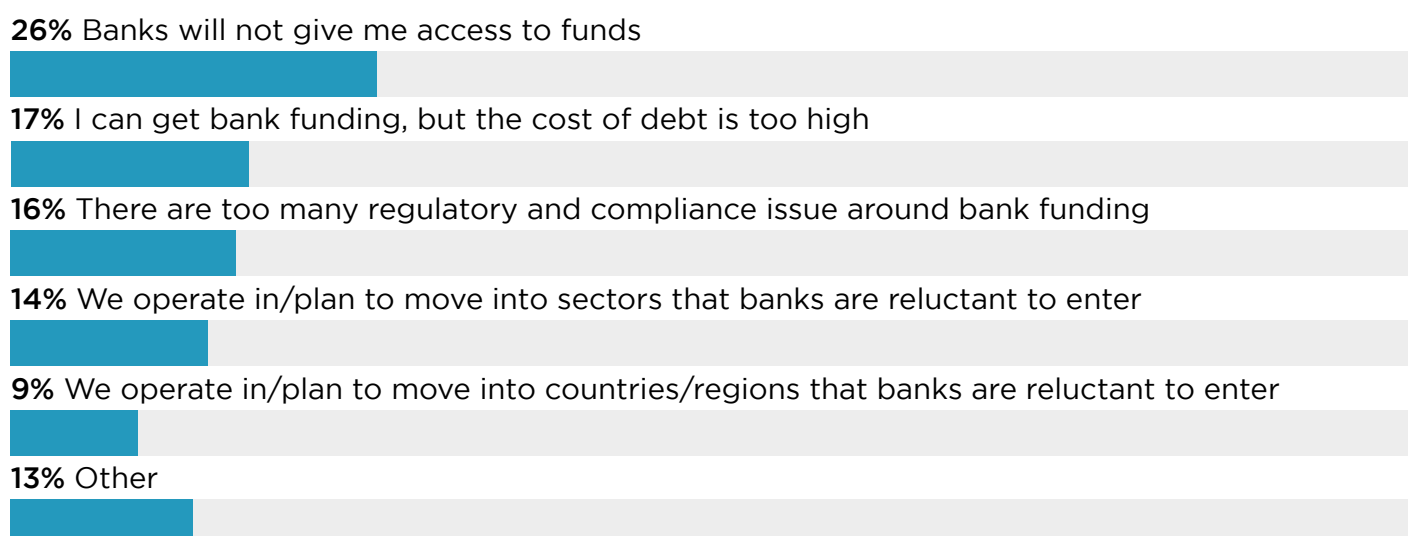 26% Banks will not give me access to funds
17% I can get bank funding, but the cost of debt is too high
16% There are too many regulatory and compliance issue around bank funding
14% We operate in/plan to move into sectors that banks are reluctant to enter
9% We operate in/plan to move into countries/regions that banks are reluctant to enter
13% Other